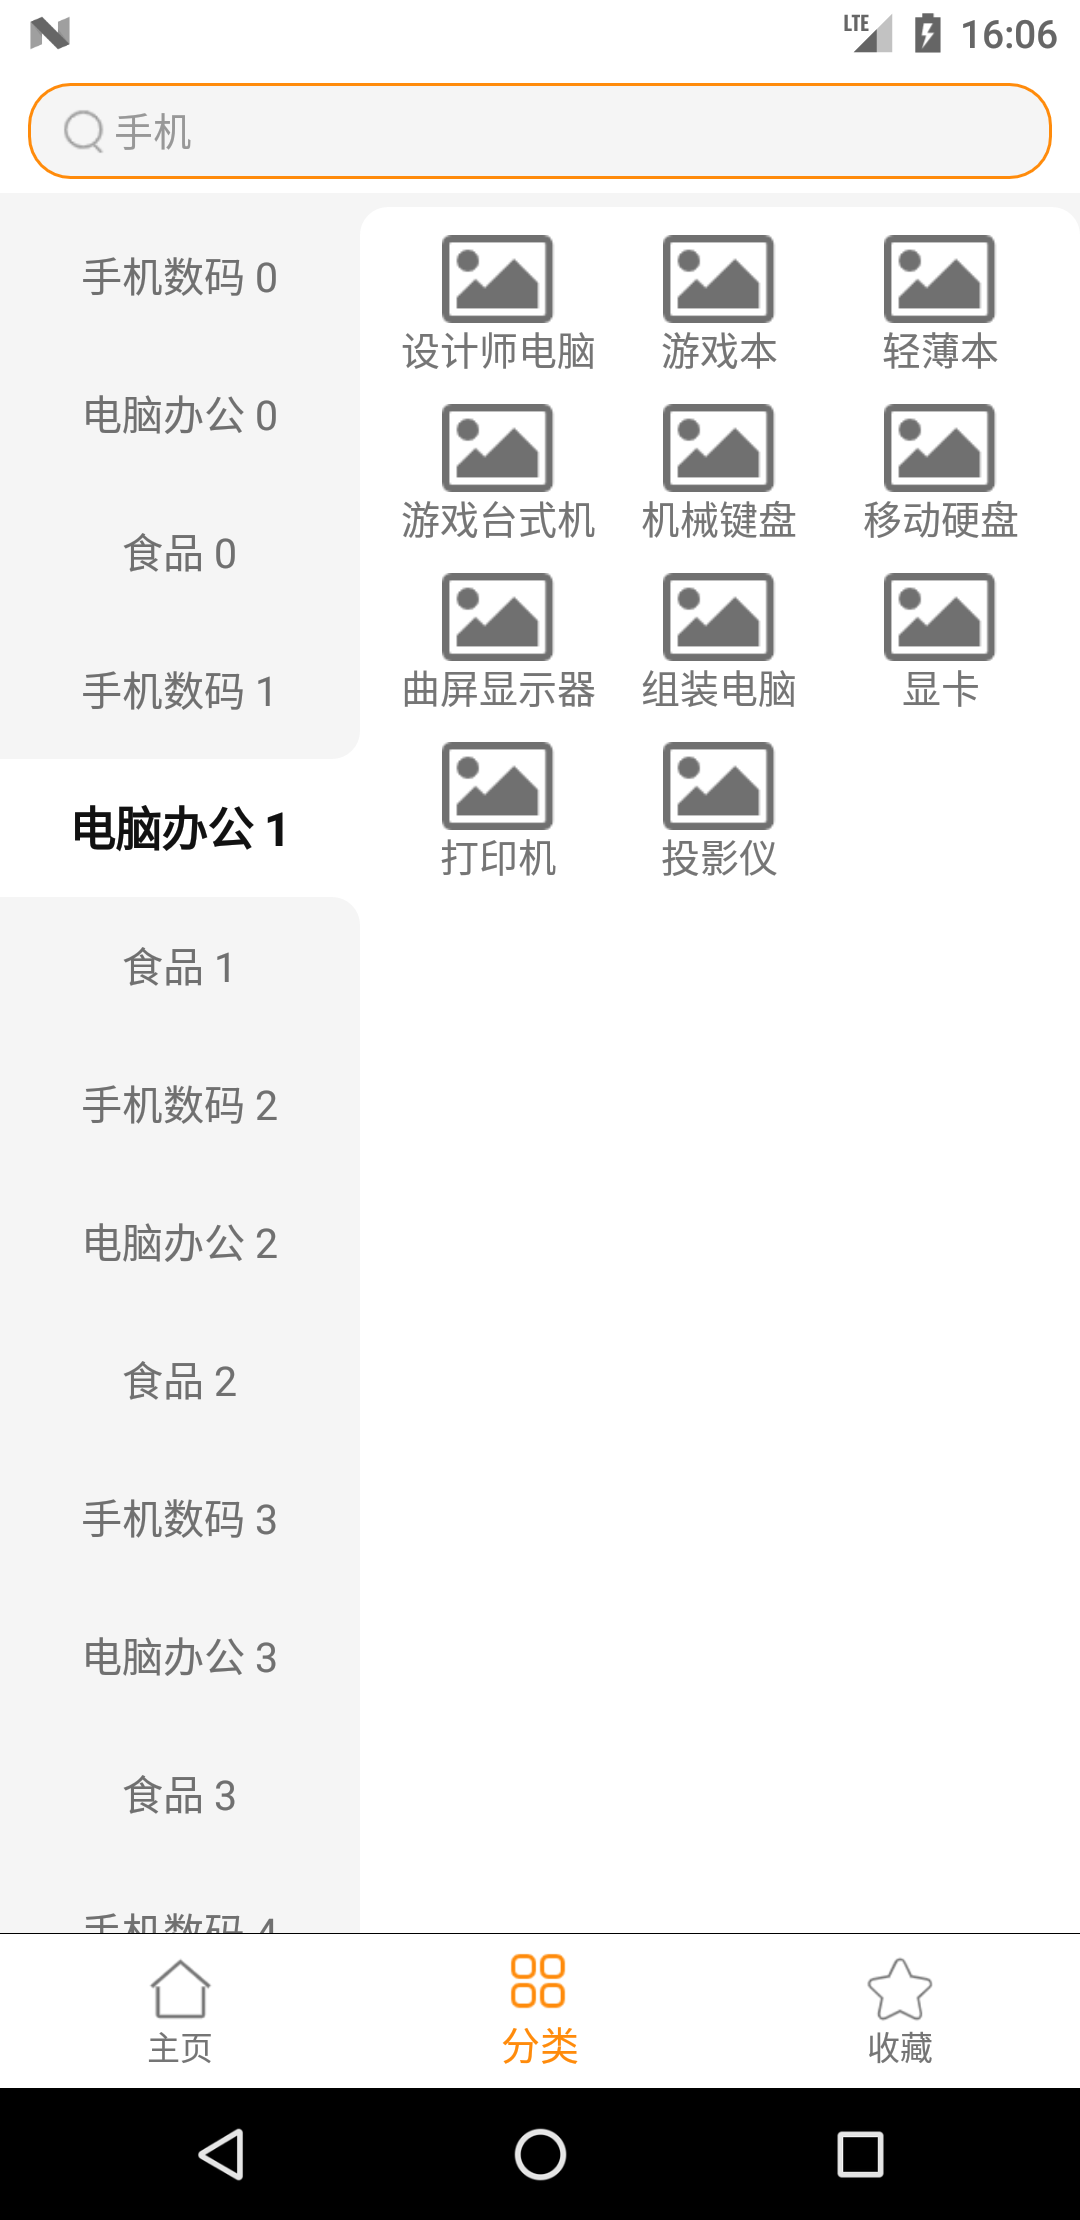 LTE 16:06
手机
手机数码 0
电脑办公 0
食品 0
手机数码 1
电脑办公 1
食品 1
手机数码 2
电脑办公 2
食品 2
手机数码 3
电脑办公 3
食品 3
手机数码 4
设计师电脑 游戏本 轻薄本
游戏台式机 机械键盘 移动硬盘
曲屏显示器 组装电脑 显卡
打印机 投影仪
主页 分类 收藏